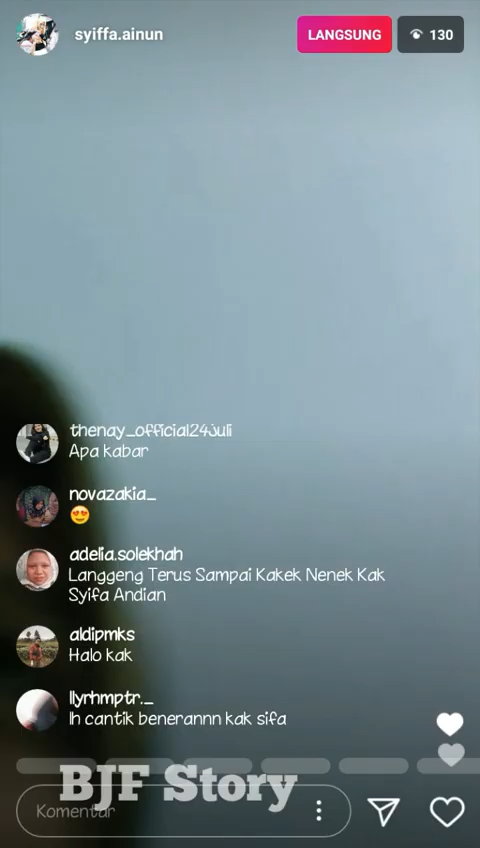 syiffa.ainun
LANGSUNG
130
thenay_official24juli
Apa kabar
novazakia_
adelia.solekhah
Langgeng Terus Sampai Kakek Nenek Kak
Syifa Andian
aldipmks
Halo kak
llyrhmptr._
Ih cantik benerannn kak sifa
BJF Story
Komentar